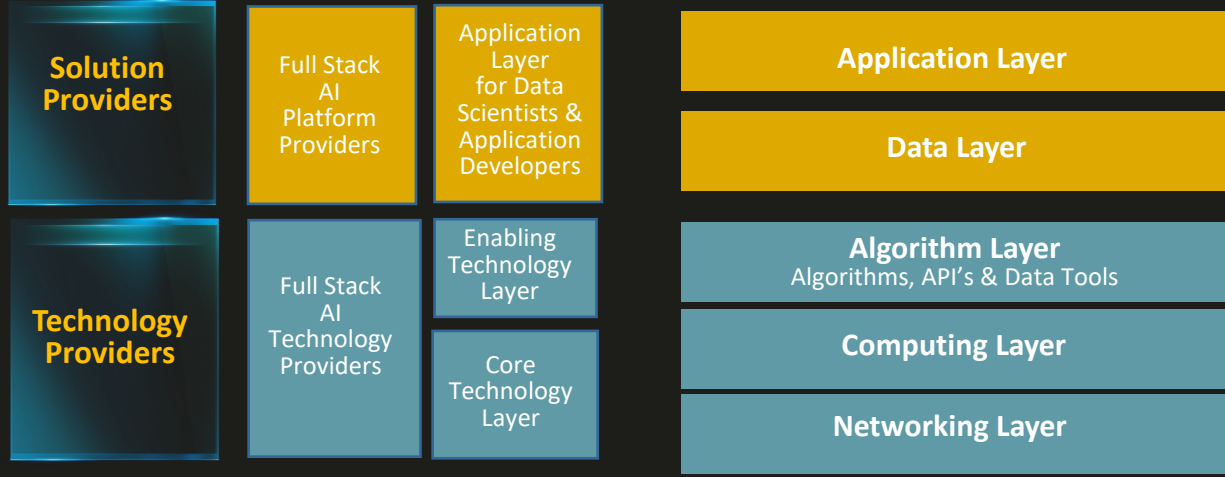 Solution
Providers
Full Stack
AI
Platform
Providers
Application
Layer
for Data
Scientists &
Application
Developers
Application Layer
Data Layer
Technology
Providers
Full Stack
AI
Technology
Providers
Enabling
Technology
Layer
Core
Technology
Layer
Algorithm Layer
Algorithms, API's & Data Tools
Computing Layer
Networking Layer